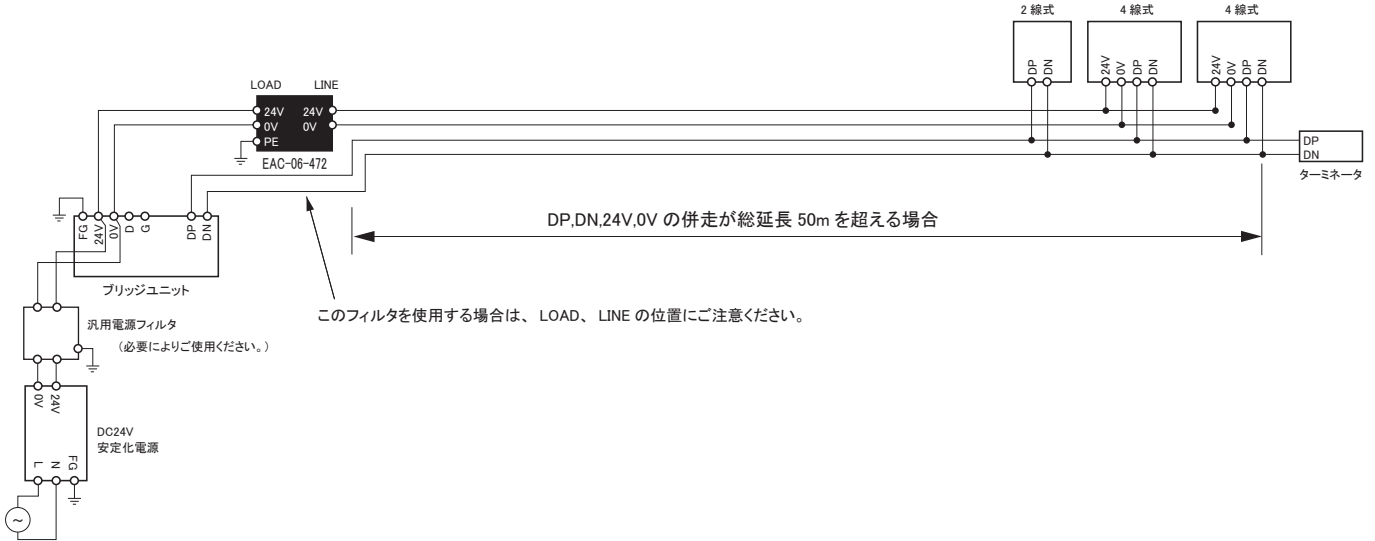 2 線式
4 線式
4 線式
DP
DN
24V
0V
DP
DN
24V
0V
DP
DN
LOAD LINE
24V 24V
0V 0V
PE
EAC-06-472
DP
DN
ターミネータ
FG
24V
0V
D
G
DP
DN
ブリッジユニット
DP,DN,24V,0V の併走が総延長 50m を超える場合
このフィルタを使用する場合は、 LOAD、 LINE の位置にご注意ください。
汎用電源フィルタ
（必要によりご使用ください。）
0V
24V
DC24V
安定化電源
L
N
FG
~